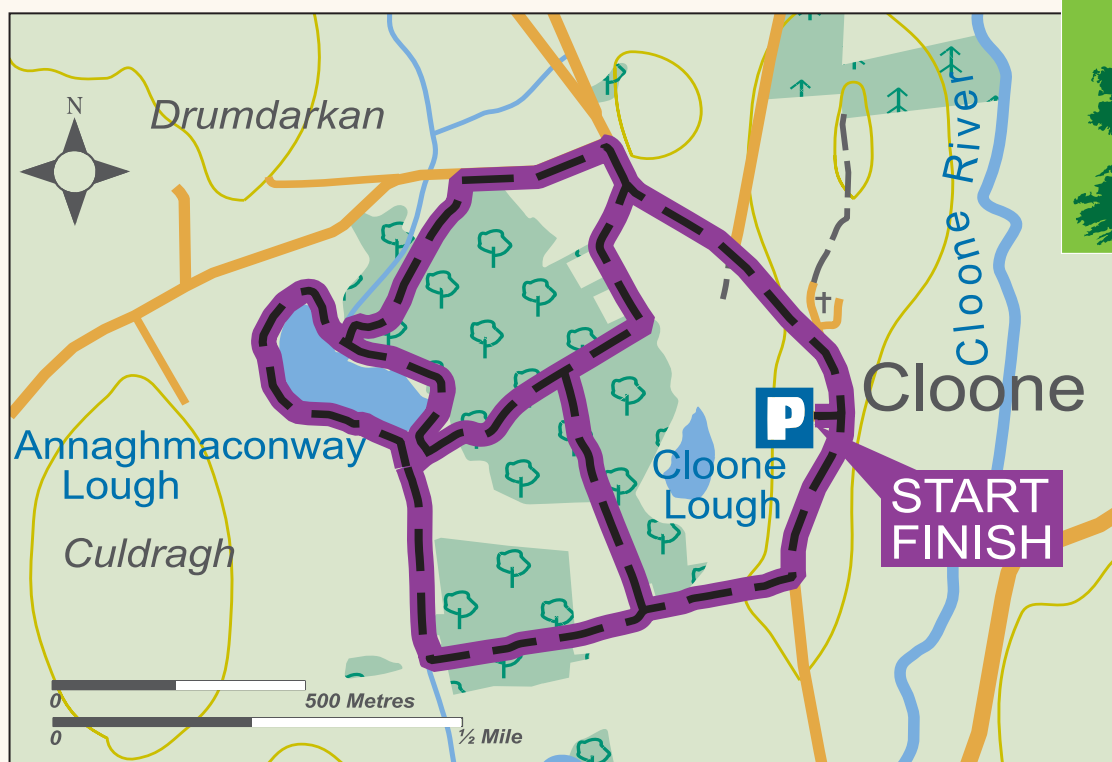 N
Drumdarkan
Cloone River
Cloone
P
START
FINISH
Annaghmaconway
Lough
Cloone
Lough
Culdragh
0 500 Metres
0 ½ Mile